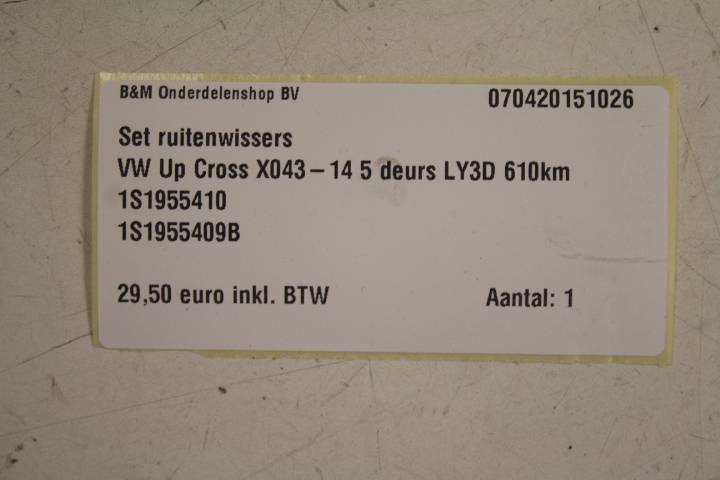 B&M Onderdelenshop BV 070420151026
Set ruitenwissers
VW Up Cross X043-14 5 deurs LY3D 610km
1S1955410
1S1955409B
29,50 euro inkl. BTW Aantal: 1